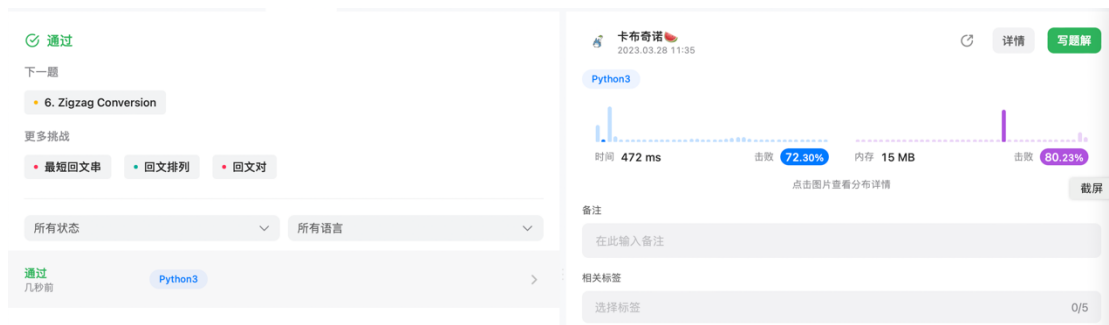 通过
下一题
6. Zigzag Conversion
更多挑战
最短回文串
回文排列
回文对
所有状态
所有语言
通过
几秒前
Python3
卡布奇诺🍉
2023.03.28 11:35
详情
写题解
Python3
时间 472 ms 击败 72.30%
内存 15 MB 击败 80.23%
点击图片查看分布详情
截屏
备注
在此输入备注
相关标签
选择标签 0/5